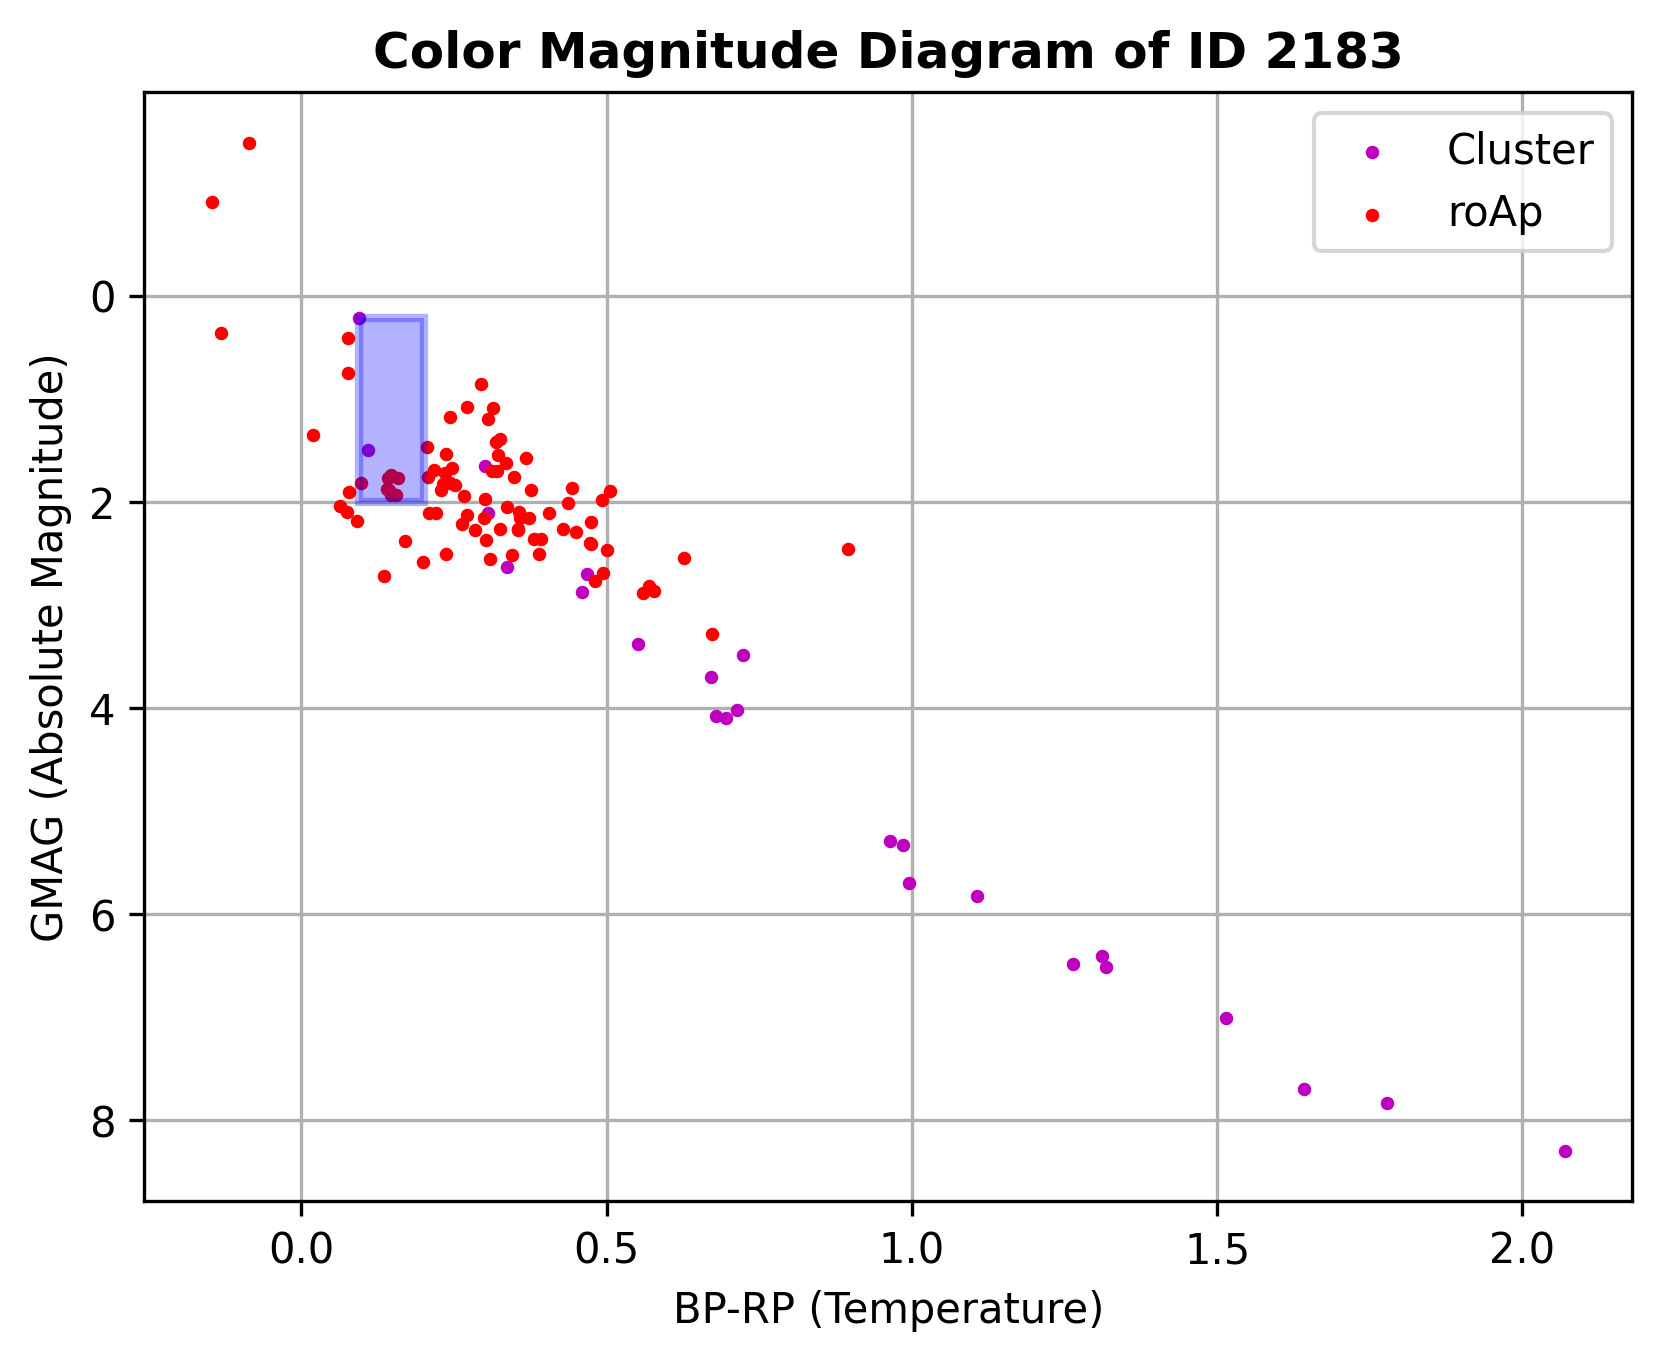 Color Magnitude Diagram of ID 2183
Cluster
roAp
GMAG (Absolute Magnitude)
0
2
4
6
8
0.0 0.5 1.0 1.5 2.0
BP-RP (Temperature)